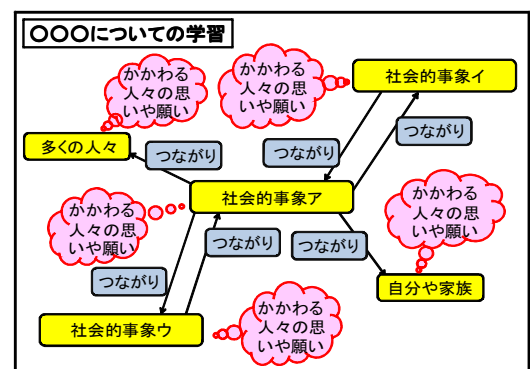 〇〇〇についての学習
かかわる
人々の思
いや願い
かかわる
人々の思
いや願い
社会的事象イ
多くの人々
つながり
つながり
つながり
社会的事象ア
かかわる
人々の思
いや願い
かかわる
人々の思
いや願い
つながり
つながり
つながり
自分や家族
社会的事象ウ
かかわる
人々の思
いや願い